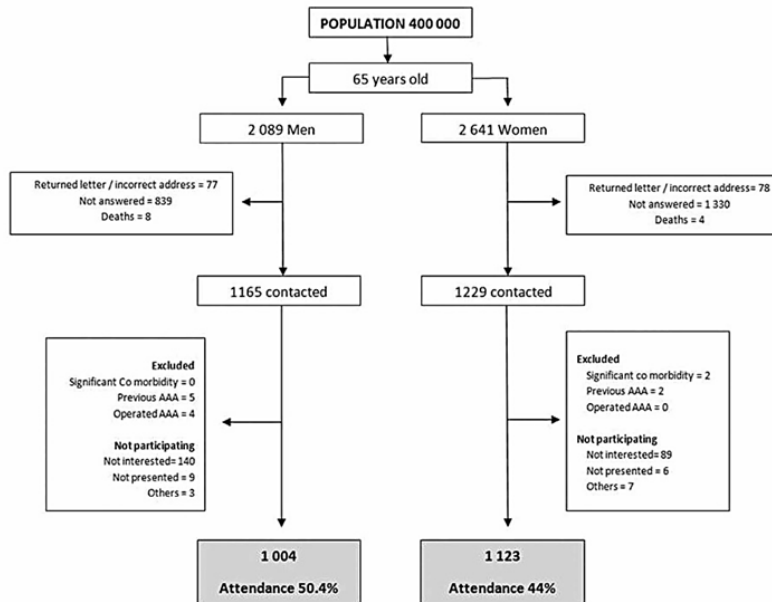 POPULATION 400 000
65 years old
2 089 Men
2 641 Women
Returned letter / incorrect address = 77
Not answered = 839
Deaths = 8
Returned letter / incorrect address= 78
Not answered = 1 330
Deaths = 4
1165 contacted
1229 contacted
Excluded
Significant Co morbidity = 0
Previous AAA = 5
Operated AAA = 4
Not participating
Not interested= 140
Not presented = 9
Others = 3
Excluded
Significant co morbidity = 2
Previous AAA = 2
Operated AAA = 0
Not participating
Not interested= 89
Not presented = 6
Others = 7
1 004
Attendance 50.4%
1 123
Attendance 44%